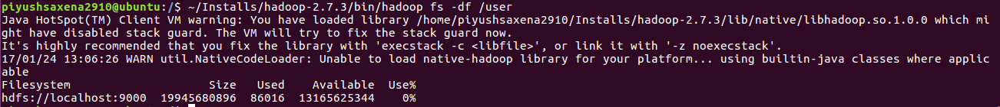 piyushsaxena2910@ubuntu:/$ ~/Installs/hadoop-2.7.3/bin/hadoop fs -df /user
Java HotSpot(TM) Client VM warning: You have loaded library /home/piyushsaxena2910/Installs/hadoop-2.7.3/lib/native/libhadoop.so.1.0.0 which mi
ght have disabled stack guard. The VM will try to fix the stack guard now.
It's highly recommended that you fix the library with 'execstack -c <libfile>', or link it with '-z noexecstack'.
17/01/24 13:06:26 WARN util.NativeCodeLoader: Unable to load native-hadoop library for your platform... using builtin-java classes where applic
able
Filesystem                    Size   Used    Available  Use%
hdfs://localhost:9000  19945680896  86016  13165625344    0%